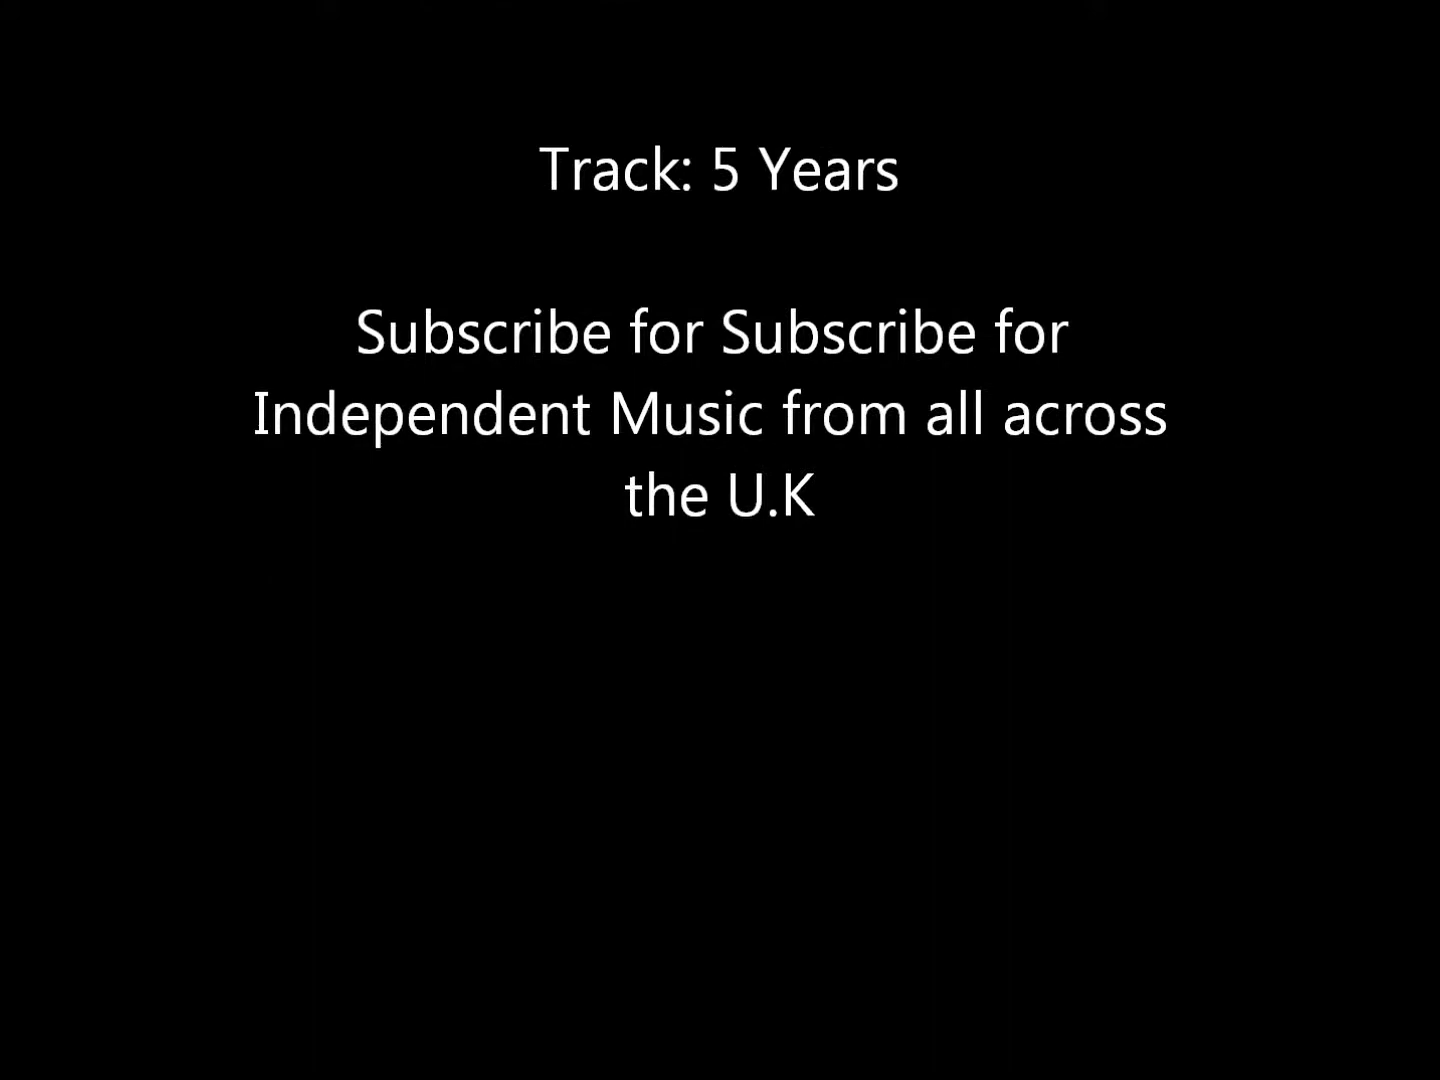 Track: 5 Years
Subscribe for Subscribe for
Independent Music from all across
the U.K